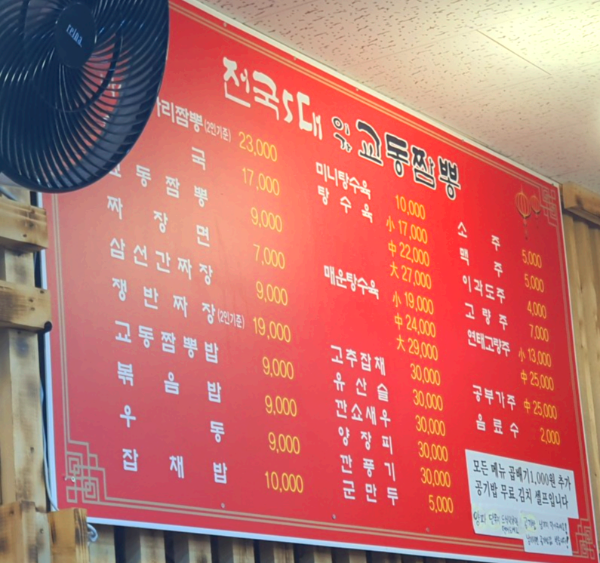 전국5대 교동짬뽕
리짬뽕(2인기준) 23,000
국 17,000
교동짬뽕 9,000
짜장면 7,000
삼선간짜장 9,000
쟁반짜장(2인기준) 19,000
교동짬뽕밥 9,000
볶음밥 9,000
우동 9,000
잡채밥 10,000
미니탕수육 10,000
탕수육 小 17,000
中 22,000
大 27,000
매운탕수육 小 19,000
中 24,000
大 29,000
고추잡채 30,000
유산슬 30,000
깐쇼새우 30,000
양장피 30,000
깐풍기 30,000
군만두 5,000
소주 5,000
맥주 5,000
이과도주 4,000
고량주 7,000
연태고량주 小 13,000
中 25,000
공부가주 中 25,000
음료수 2,000
모든 메뉴 곱빼기1,000원 추가
공기밥 무료,김치 셀프입니다